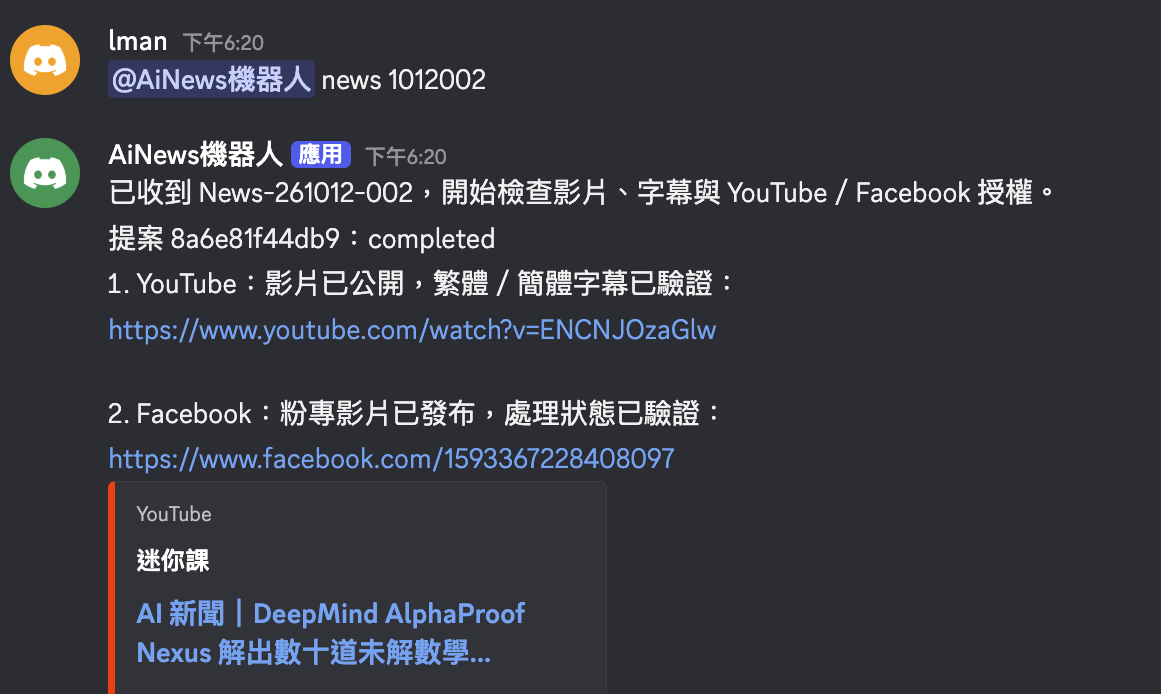 lman 下午6:20
@AiNews機器人 news 1012002
AiNews機器人 應用 下午6:20
已收到 News-261012-002，開始檢查影片、字幕與 YouTube / Facebook 授權。
提案 8a6e81f44db9：completed
1. YouTube：影片已公開，繁體 / 簡體字幕已驗證：
https://www.youtube.com/watch?v=ENCNJOzaGlw
2. Facebook：粉專影片已發布，處理狀態已驗證：
https://www.facebook.com/1593367228408097
YouTube
迷你課
AI 新聞｜DeepMind AlphaProof
Nexus 解出數十道未解數學...